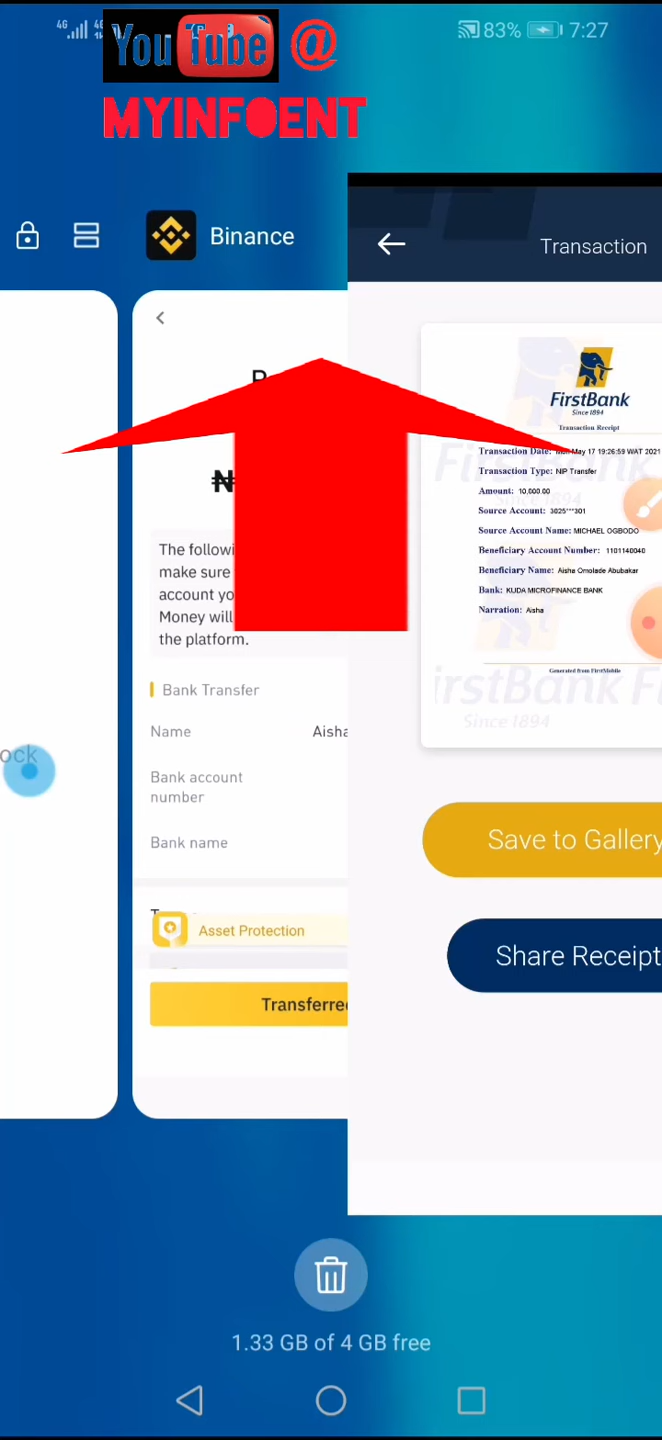 4G
83%
7:27
You Tube @
MYINFOENT
Binance
Transaction
₦
The followi
make sure
account yo
Money will
the platform.
Bank Transfer
Name Aisha
Bank account
number
Bank name
Asset Protection
Transferred
FirstBank
Since 1894
Transaction Receipt
Transaction Date: Mon May 17 19:26:59 WAT 2021
Transaction Type: NIP Transfer
Amount: 10,000.00
Source Account: 3025***301
Source Account Name: MICHAEL OGBODO
Beneficiary Account Number: 1101140040
Beneficiary Name: Aisha Omolade Abubakar
Bank: KUDA MICROFINANCE BANK
Narration: Aisha
Generated from FirstMobile
Since 1894
Save to Gallery
Share Receipt
ock
1.33 GB of 4 GB free